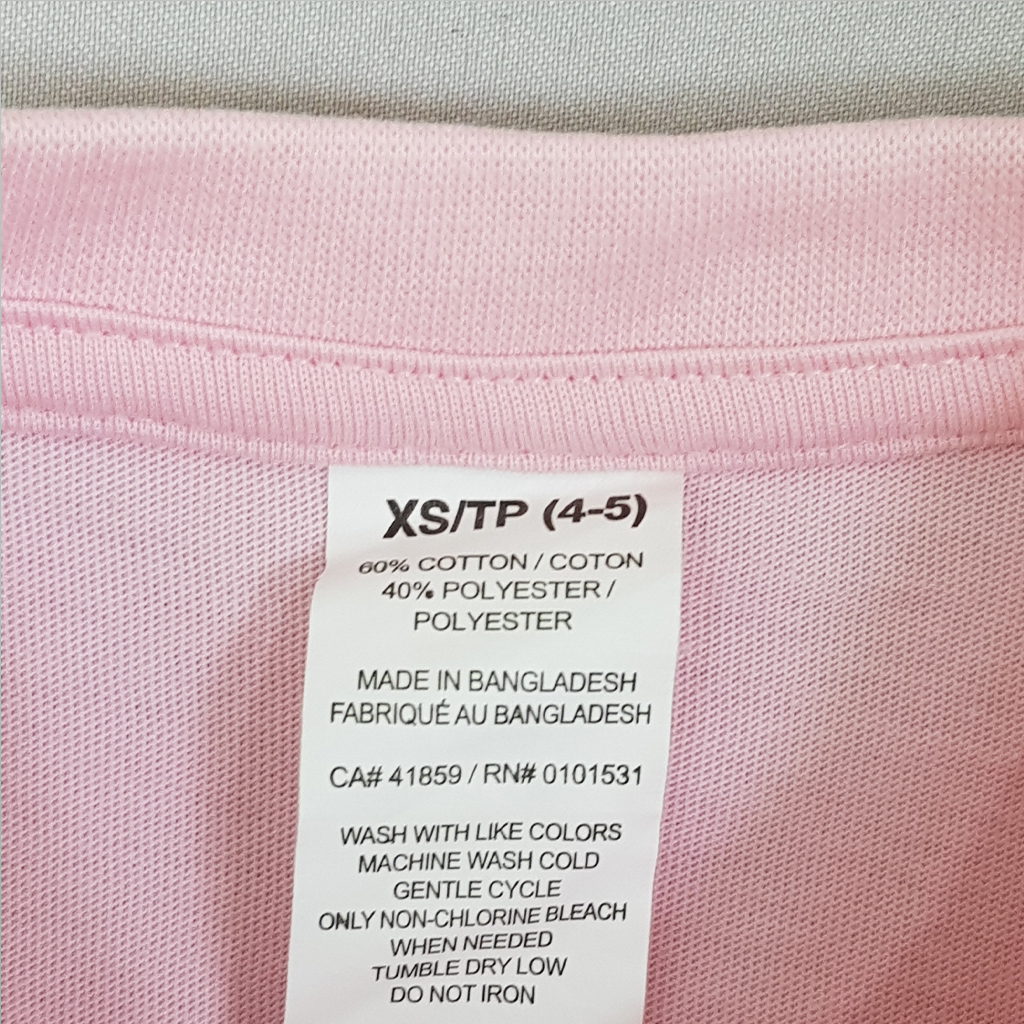 XS/TP (4-5)
60% COTTON / COTON
40% POLYESTER /
POLYESTER
MADE IN BANGLADESH
FABRIQUÉ AU BANGLADESH
CA# 41859 / RN# 0101531
WASH WITH LIKE COLORS
MACHINE WASH COLD
GENTLE CYCLE
ONLY NON-CHLORINE BLEACH
WHEN NEEDED
TUMBLE DRY LOW
DO NOT IRON